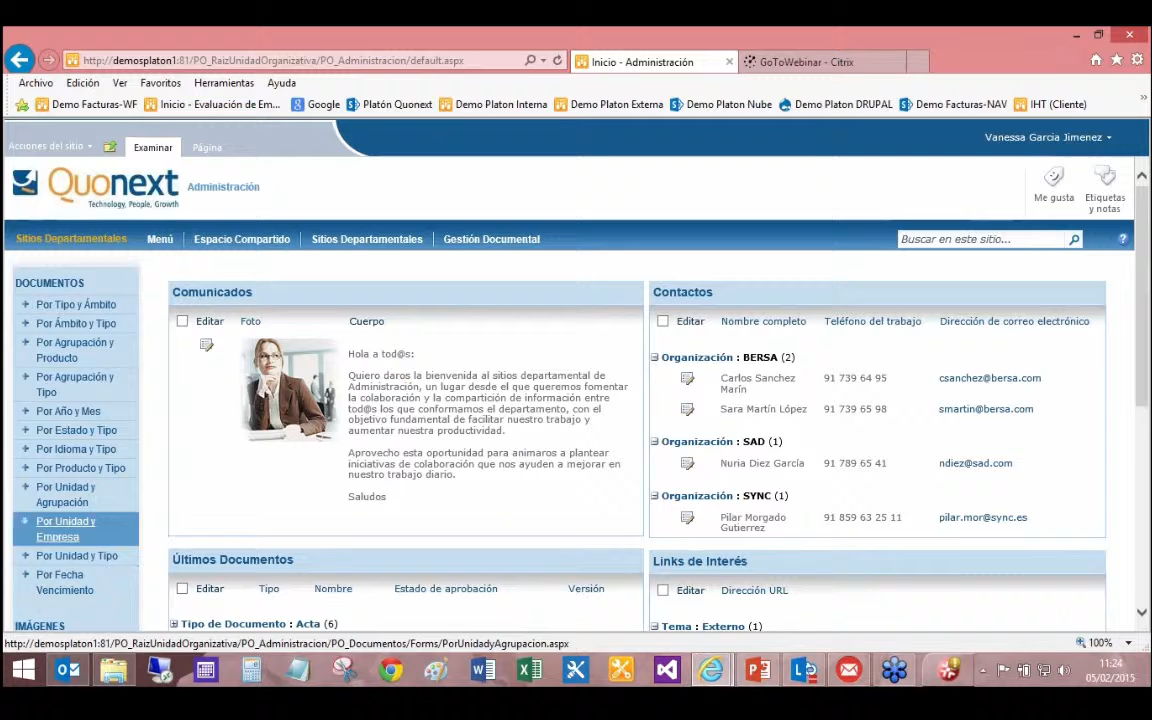 http://demosplaton1:81/PO_RaizUnidadOrganizativa/PO_Administracion/default.aspx
Inicio - Administración
GoToWebinar - Citrix
Archivo Edición Ver Favoritos Herramientas Ayuda
Demo Facturas-WF Inicio - Evaluación de Em... Google Platón Quonext Demo Platon Interna Demo Platon Externa Demo Platon Nube Demo Platon DRUPAL Demo Facturas-NAV IHT (Cliente)
Vanessa Garcia Jimenez
Acciones del sitio Examinar Página
Quonext
Technology, People, Growth
Administración
Me gusta
Etiquetas
y notas
Sitios Departamentales Menú Espacio Compartido Sitios Departamentales Gestión Documental
Buscar en este sitio...
DOCUMENTOS
Por Tipo y Ámbito
Por Ámbito y Tipo
Por Agrupación y
Producto
Por Agrupación y
Tipo
Por Año y Mes
Por Estado y Tipo
Por Idioma y Tipo
Por Producto y Tipo
Por Unidad y
Agrupación
Por Unidad y
Empresa
Por Unidad y Tipo
Por Fecha
Vencimiento
IMÁGENES
Comunicados
Editar Foto Cuerpo
Hola a tod@s:
Quiero daros la bienvenida al sitios departamental de
Administración, un lugar desde el que queremos fomentar
la colaboración y la compartición de información entre
tod@s los que conformamos el departamento, con el
objetivo fundamental de facilitar nuestro trabajo y
aumentar nuestra productividad.
Aprovecho esta oportunidad para animaros a plantear
iniciativas de colaboración que nos ayuden a mejorar en
nuestro trabajo diario.
Saludos
Contactos
Editar Nombre completo Teléfono del trabajo Dirección de correo electrónico
Organización : BERSA (2)
Carlos Sanchez
Marín
91 739 64 95 csanchez@bersa.com
Sara Martín López 91 739 65 98 smartin@bersa.com
Organización : SAD (1)
Nuria Diez García 91 789 65 41 ndiez@sad.com
Organización : SYNC (1)
Pilar Morgado
Gutierrez
91 859 63 25 11 pilar.mor@sync.es
Últimos Documentos
Editar Tipo Nombre Estado de aprobación Versión
Tipo de Documento : Acta (6)
Links de Interés
Editar Dirección URL
Tema : Externo (1)
http://demosplaton1:81/PO_RaizUnidadOrganizativa/PO_Administracion/PO_Documentos/Forms/PorUnidadyAgrupacion.aspx
100%
11:24
05/02/2015